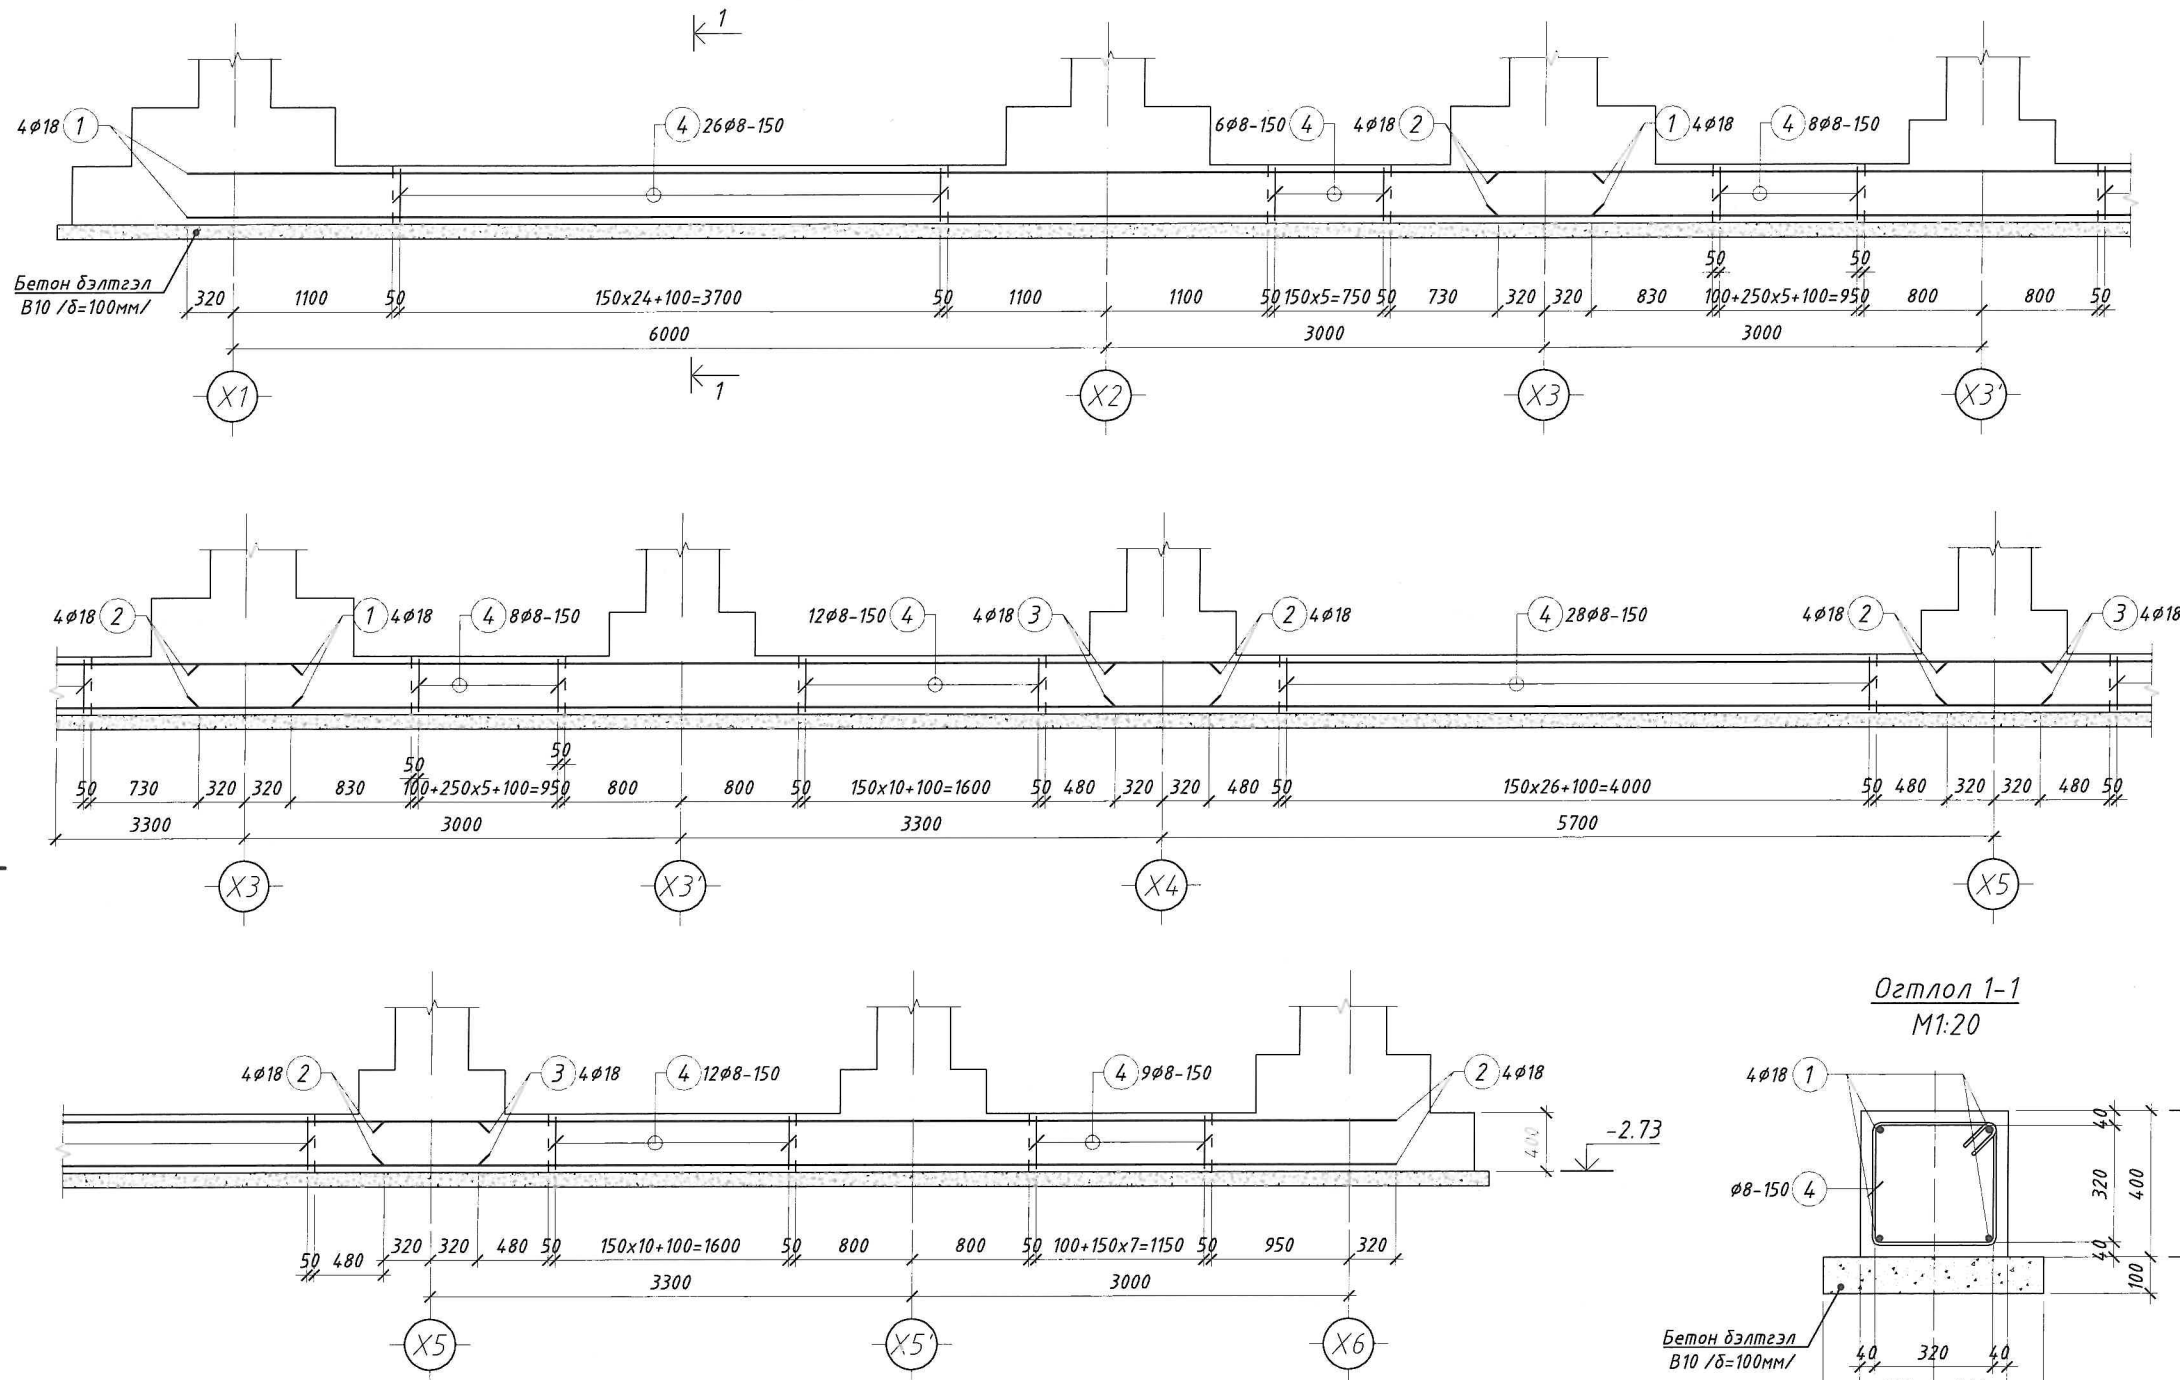 1
4ø18 1
4 26ø8-150
6ø8-150 4
4ø18 2
1 4ø18
4 8ø8-150
Бетон бэлтгэл
В10 /δ=100мм/
50 50
320 1100 50 150x24+100=3700 50 1100 1100 50 150x5=750 50 730 320 320 830 100+250x5+100=950 800 800 50
6000 3000 3000
1
X1 X2 X3 X3'
4ø18 2
1 4ø18
4 8ø8-150
12ø8-150 4
4ø18 3
2 4ø18
4 28ø8-150
4ø18 2
3 4ø18
50 50
50 730 320 320 830 100+250x5+100=950 800 800 50 150x10+100=1600 50 480 320 320 480 50 150x26+100=4000 50 480 320 320 480 50
3300 3000 3300 5700
X3 X3' X4 X5
4ø18 2
3 4ø18
4 12ø8-150
4 9ø8-150
2 4ø18
400
-2.73
320 320 480 50 150x10+100=1600 50 800 800 50 100+150x7=1150 50 950 320
50 480
3300 3000
X5 X5' X6
Огтлол 1-1
М1:20
4ø18 1
ø8-150 4
40
320 400
40
100
Бетон бэлтгэл
В10 /δ=100мм/
40 320 40